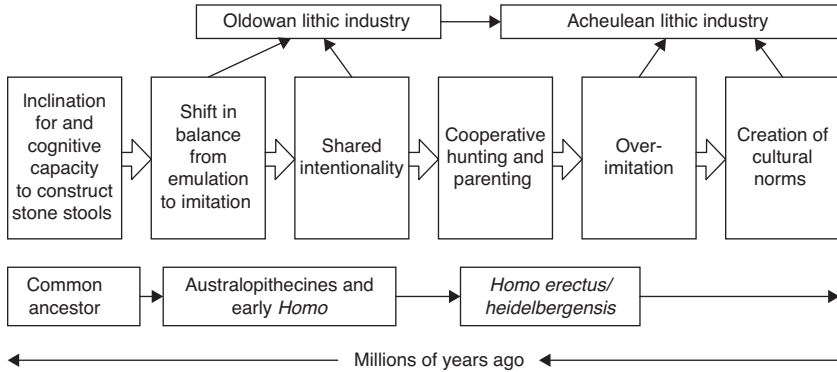 Oldowan lithic industry
Acheulean lithic industry
Inclination
for and
cognitive
capacity
to construct
stone stools
Shift in
balance
from
emulation
to imitation
Shared
intentionality
Cooperative
hunting and
parenting
Over-
imitation
Creation of
cultural
norms
Common
ancestor
Australopithecines and
early Homo
Homo erectus/
heidelbergensis
Millions of years ago